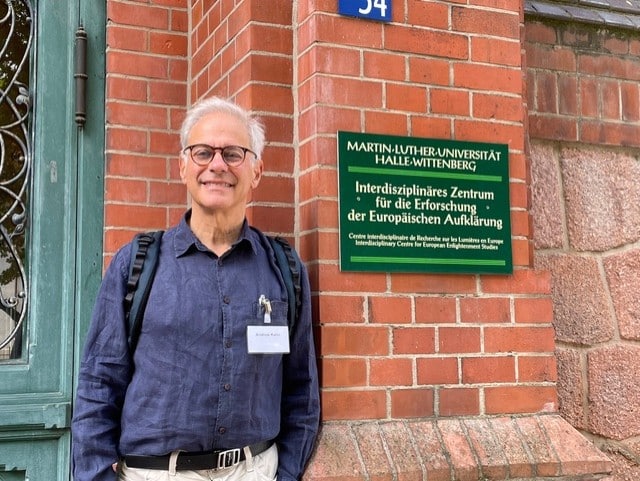 54
MARTIN·LUTHER·UNIVERSITÄT
HALLE·WITTENBERG
Interdisziplinäres Zentrum
für die Erforschung
der Europäischen Aufklärung
Centre Interdisciplinaire de Recherche sur les Lumières en Europe
Interdisciplinary Centre for European Enlightenment Studies